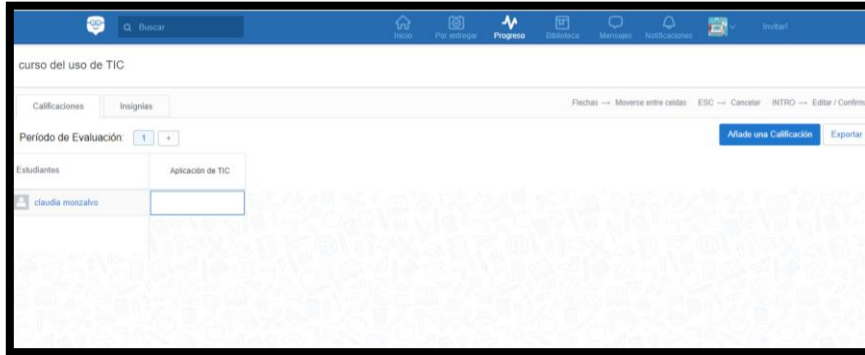 Buscar
Inicio Por entregar Progreso Biblioteca Mensajes Notificaciones Invitar!
curso del uso de TIC
Calificaciones Insignias
Flechas → Moverse entre celdas ESC → Cancelar INTRO → Editar / Confirma
Período de Evaluación: 1 +
Añade una Calificación Exportar
Estudiantes Aplicación de TIC
claudia monzalvo